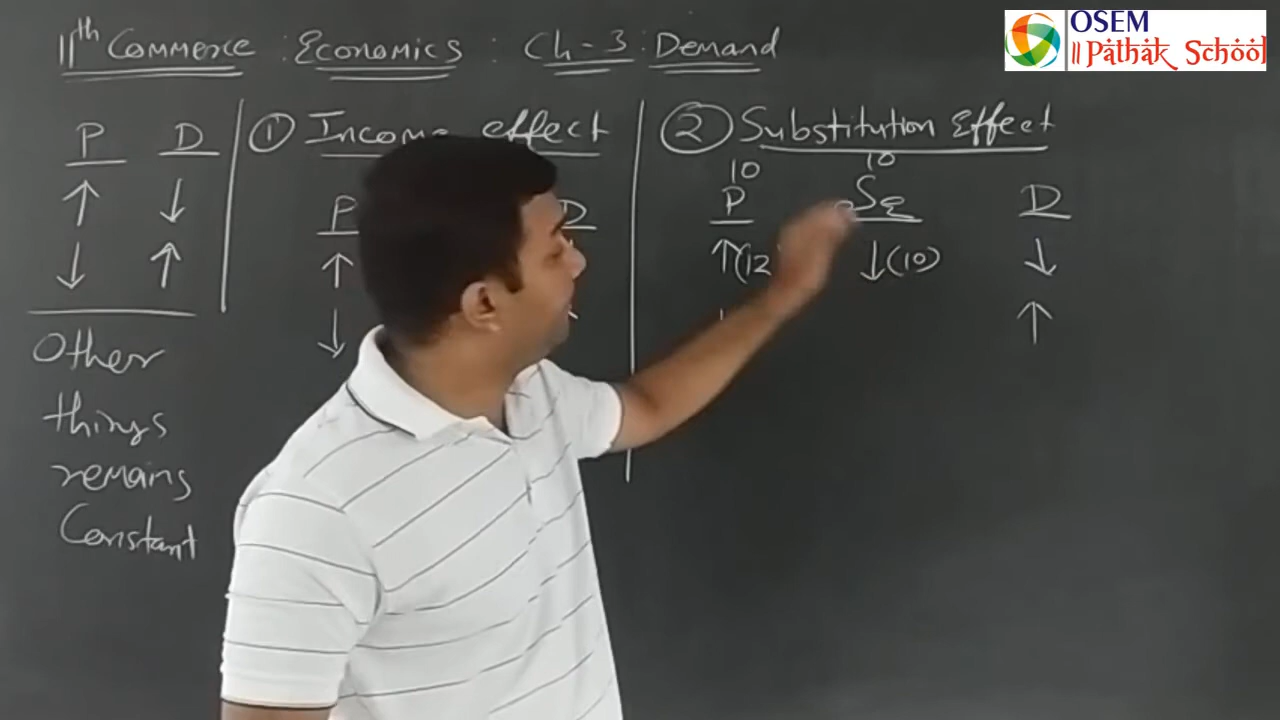 11th Commerce : Economics : Ch-3 : Demand
OSEM
॥ Pathak School
P D
↑ ↓
↓ ↑
Other
things
remains
Constant
① Income effect
P D
↑
↓
② Substitution Effect
10 10
P SE D
↑(12 ↓(10) ↓
↑